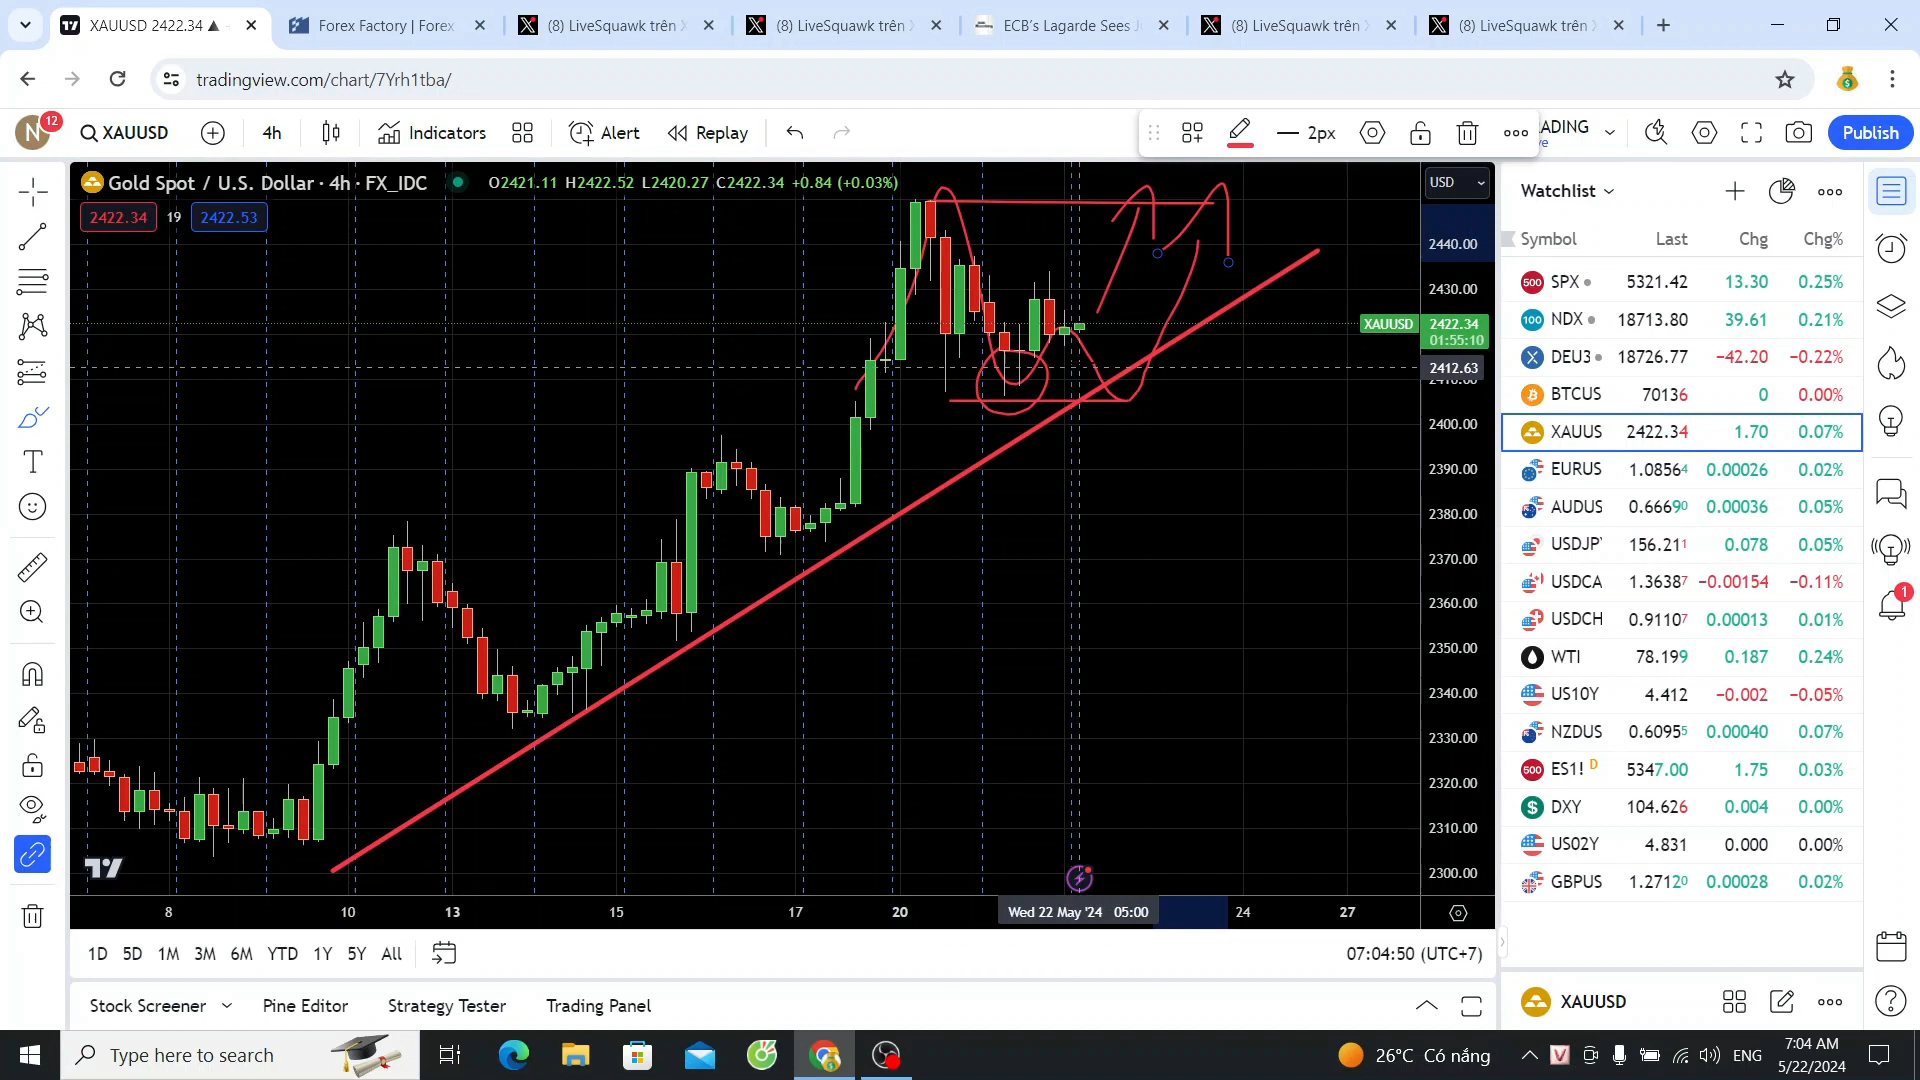 XAUUSD 2422.34 ▲
Forex Factory | Forex
(8) LiveSquawk trên
(8) LiveSquawk trên
ECB's Lagarde Sees
(8) LiveSquawk trên
(8) LiveSquawk trên
tradingview.com/chart/7Yrh1tba/
N 12 XAUUSD 4h Indicators Alert Replay 2px ADING Publish
Gold Spot / U.S. Dollar · 4h · FX_IDC O2421.11 H2422.52 L2420.27 C2422.34 +0.84 (+0.03%)
2422.34 19 2422.53
USD
2440.00
2430.00
XAUUSD 2422.34
01:55:10
2412.63
2410.00
2400.00
2390.00
2380.00
2370.00
2360.00
2350.00
2340.00
2330.00
2320.00
2310.00
2300.00
8 10 13 15 17 20 Wed 22 May '24 05:00 24 27
1D 5D 1M 3M 6M YTD 1Y 5Y All 07:04:50 (UTC+7)
Stock Screener Pine Editor Strategy Tester Trading Panel
Watchlist
Symbol Last Chg Chg%
500 SPX 5321.42 13.30 0.25%
100 NDX 18713.80 39.61 0.21%
X DEU3 18726.77 −42.20 −0.22%
BTCUS 70136 0 0.00%
XAUUS 2422.34 1.70 0.07%
EURUS 1.08564 0.00026 0.02%
AUDUS 0.66690 0.00036 0.05%
USDJP 156.211 0.078 0.05%
USDCA 1.36387 −0.00154 −0.11%
USDCH 0.91107 0.00013 0.01%
WTI 78.199 0.187 0.24%
US10Y 4.412 −0.002 −0.05%
NZDUS 0.60955 0.00040 0.07%
500 ES1! D 5347.00 1.75 0.03%
$ DXY 104.626 0.004 0.00%
US02Y 4.831 0.000 0.00%
GBPUS 1.27120 0.00028 0.02%
XAUUSD
1
Type here to search
26°C Có nắng
ENG
7:04 AM
5/22/2024